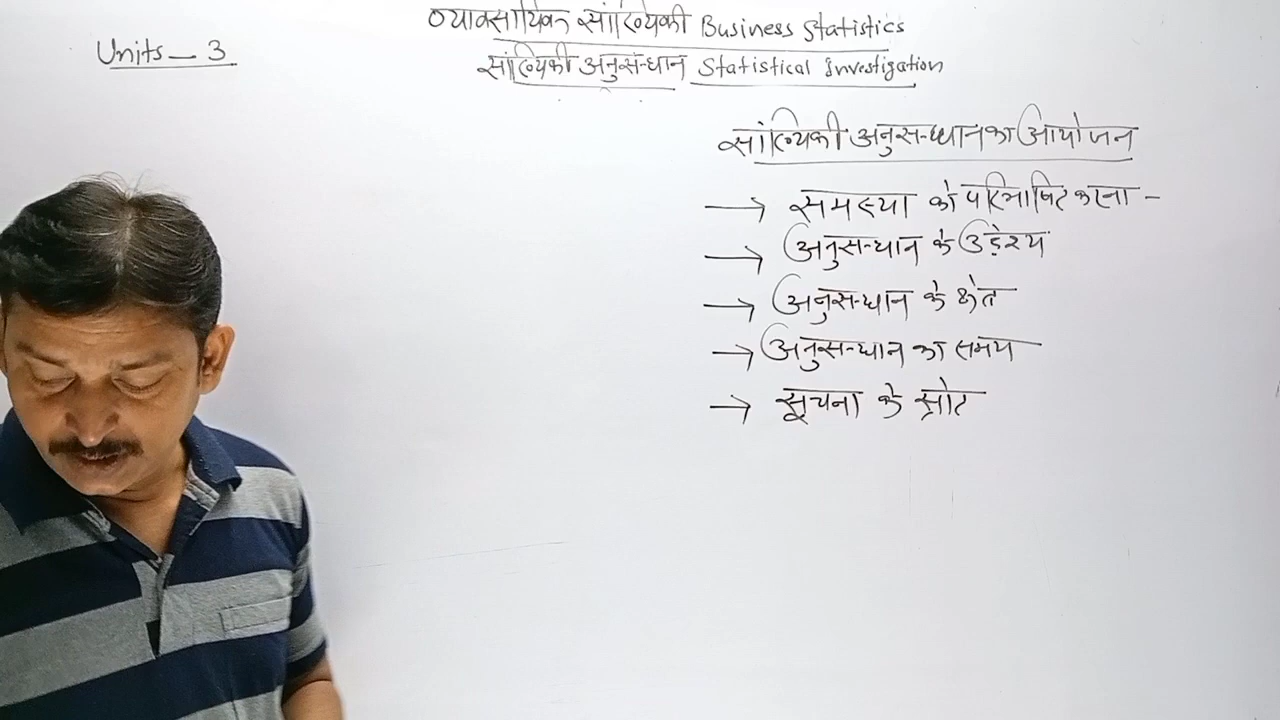 व्यावसायिक सांख्यिकी Business Statistics
Units — 3
सांख्यिकी अनुसन्धान Statistical Investigation
सांख्यिकी अनुसन्धान का आयोजन
→ समस्या को परिभाषित करना –
→ अनुसन्धान के उद्देश्य
→ अनुसन्धान के क्षेत्र
→ अनुसन्धान का समय
→ सूचना के स्रोत